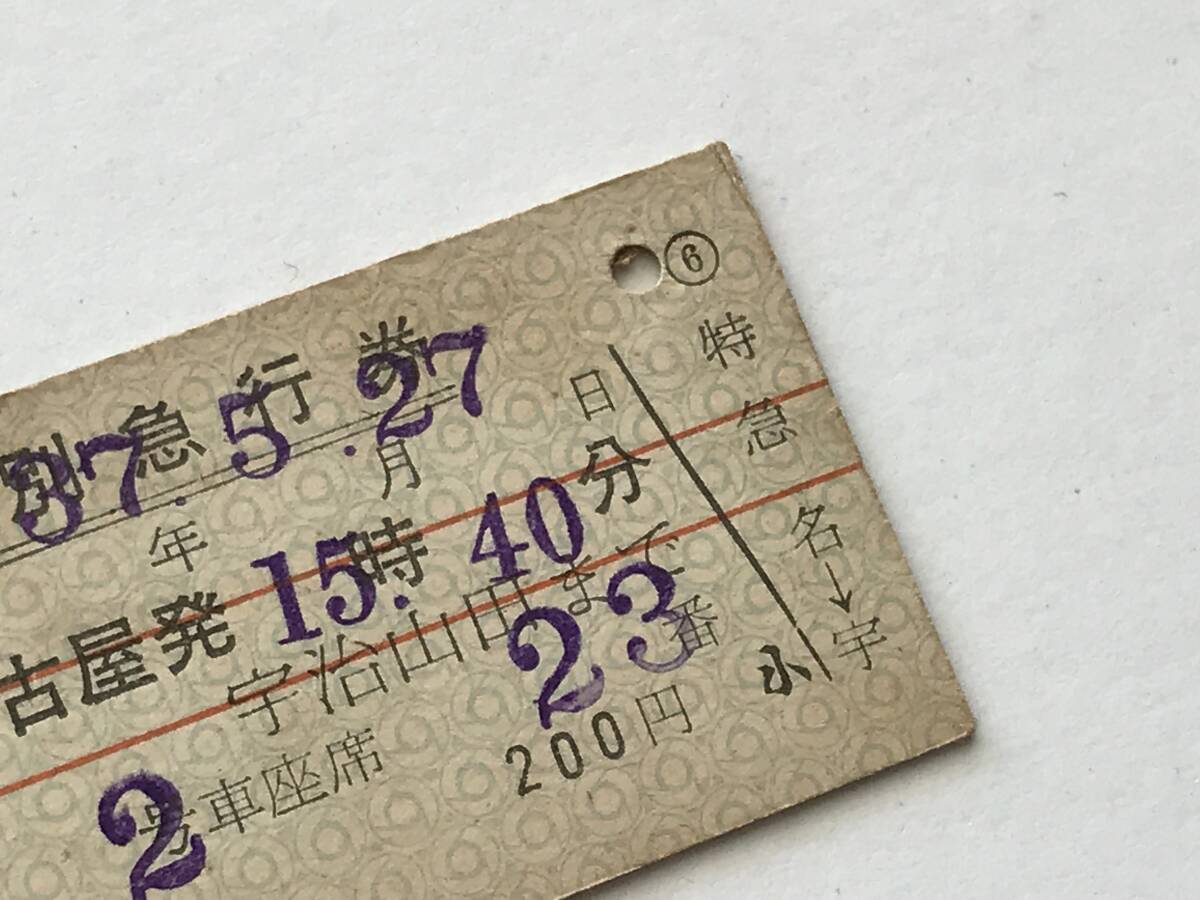 別急行券
37. 5. 27
年 月 日
古屋発 15時 40分
宇治山田まで
2号車座席 23番
200円
⑥
特急
名→宇
小